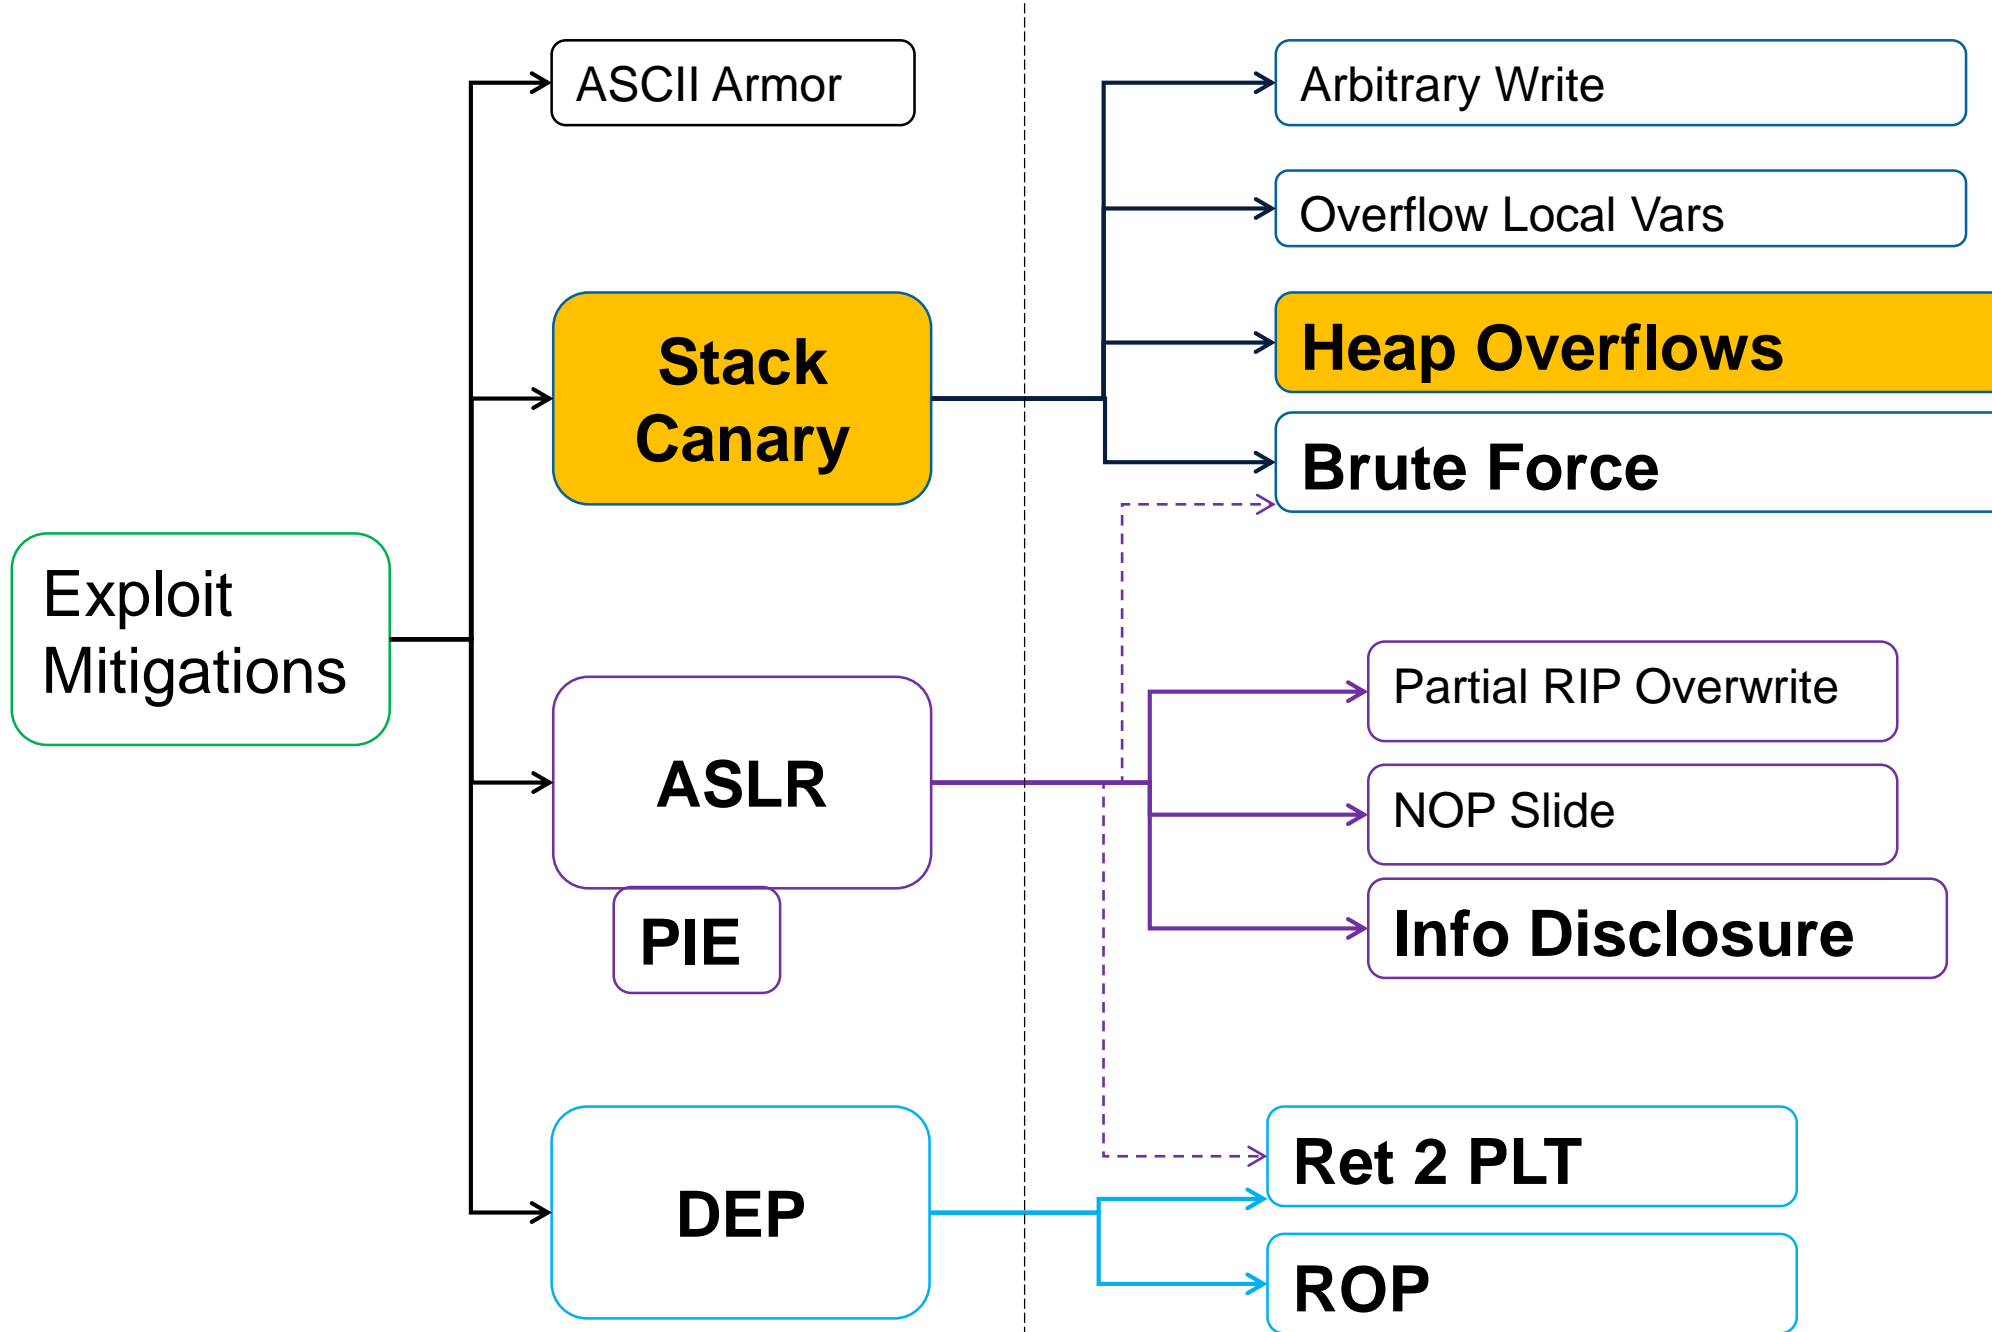 ASCII Armor
Arbitrary Write
Overflow Local Vars
Stack
Canary
Heap Overflows
Brute Force
Exploit
Mitigations
ASLR
PIE
Partial RIP Overwrite
NOP Slide
Info Disclosure
DEP
Ret 2 PLT
ROP